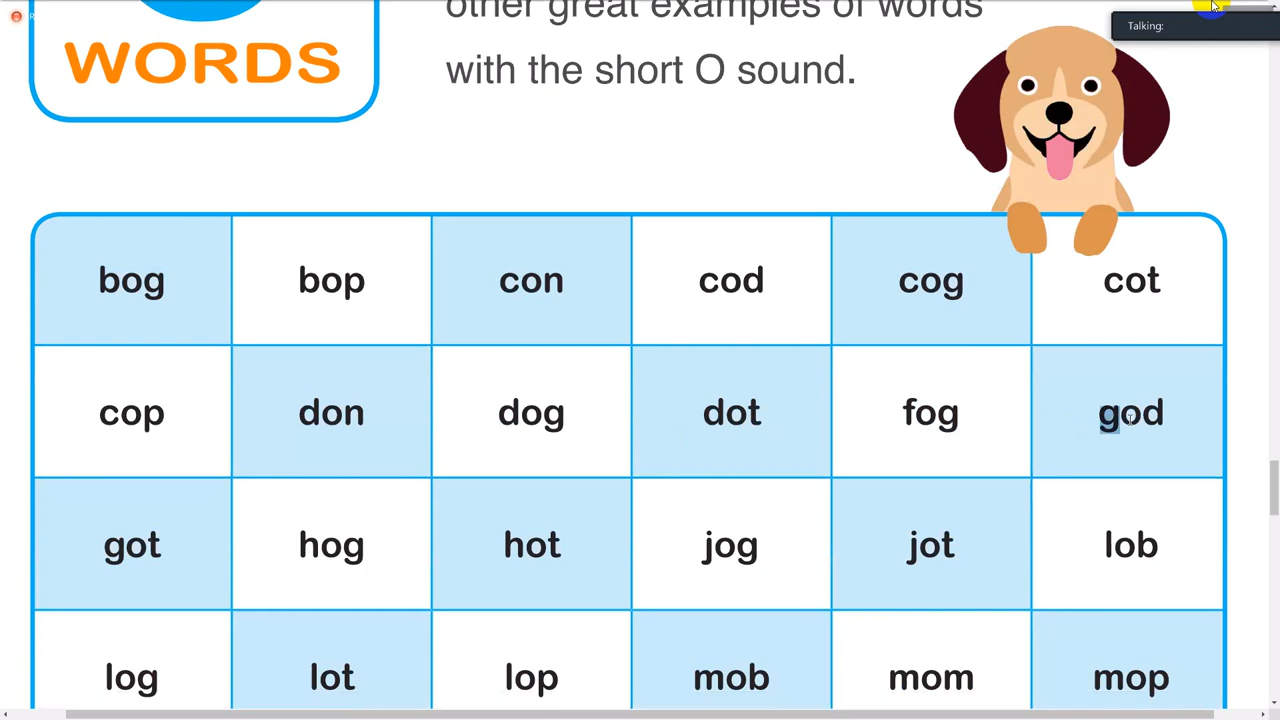 other great examples of words
Talking:
WORDS
with the short O sound.
bog bop con cod cog cot
cop don dog dot fog god
got hog hot jog jot lob
log lot lop mob mom mop